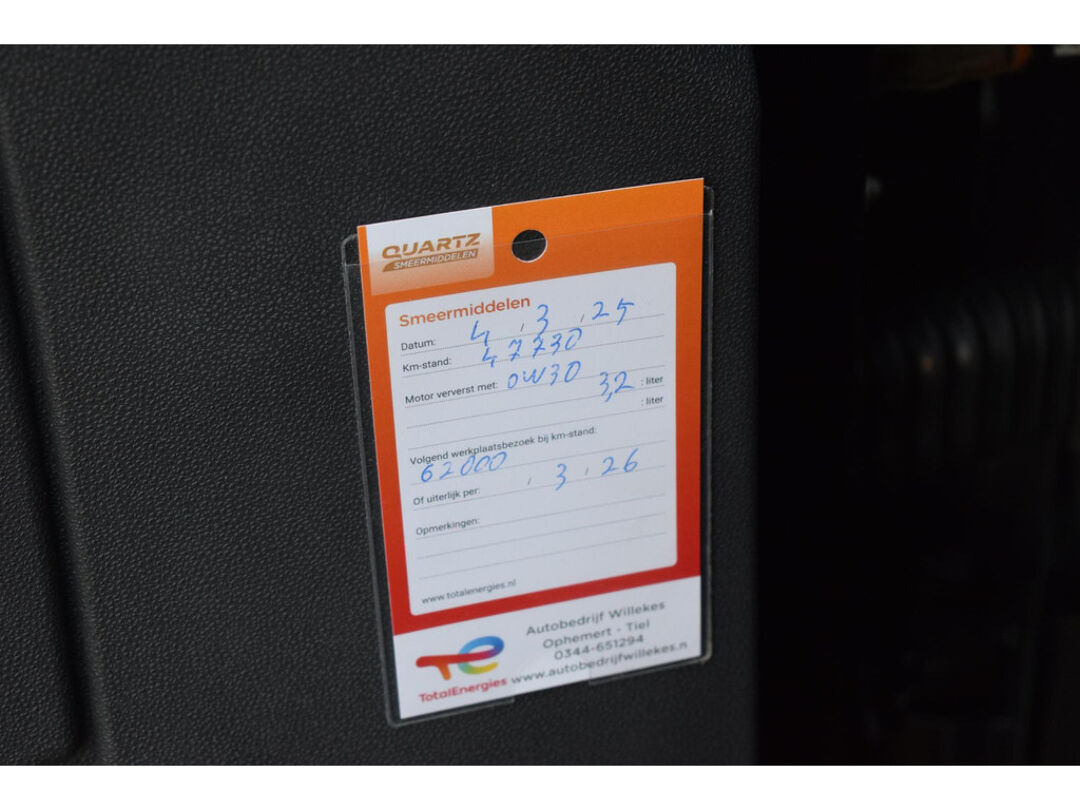 QUARTZ
SMEERMIDDELEN
Smeermiddelen
Datum: 4 , 3 , 25
Km-stand: 47730
Motor ververst met: 0W30
3,2 : liter
: liter
Volgend werkplaatsbezoek bij km-stand:
62000
Of uiterlijk per: , 3 , 26
Opmerkingen:
www.totalenergies.nl
Autobedrijf Willekes
Ophemert - Tiel
0344-651294
www.autobedrijfwillekes.n
TotalEnergies